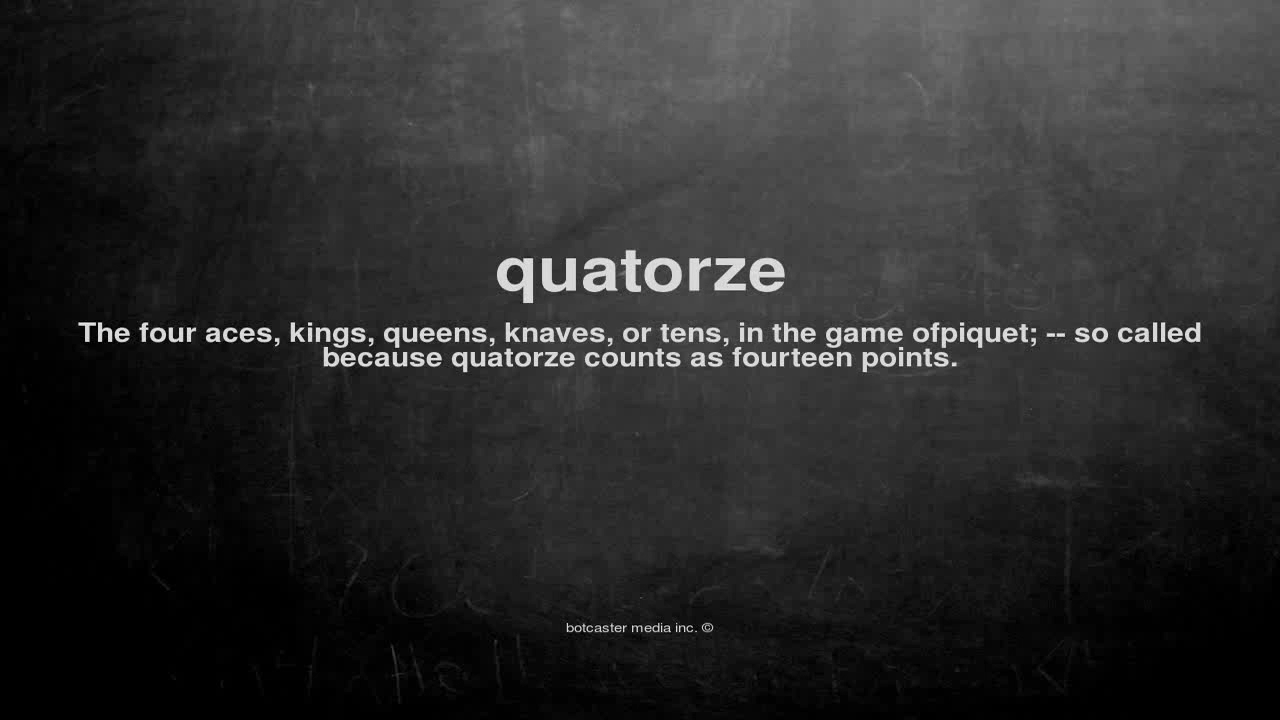 quatorze
The four aces, kings, queens, knaves, or tens, in the game ofpiquet; -- so called
because quatorze counts as fourteen points.
botcaster media inc. ©